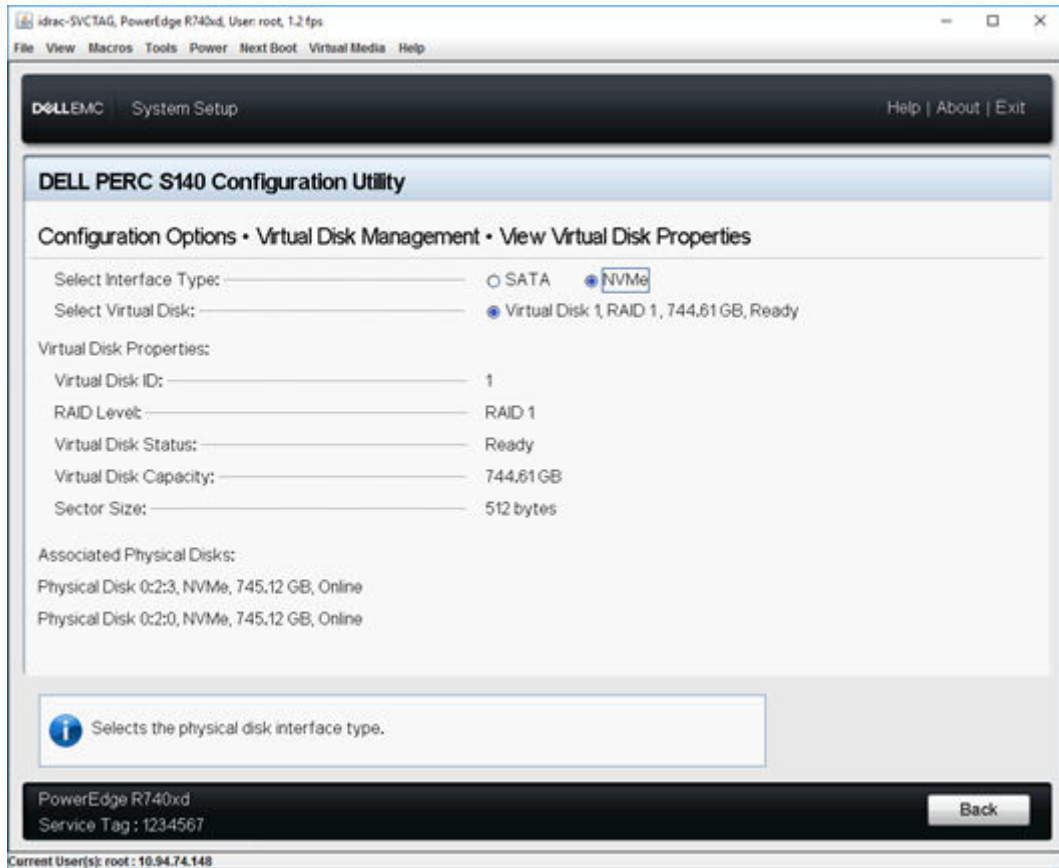 idrac-SVCTAG, PowerEdge R740xd, User: root, 1.2 fps
File View Macros Tools Power Next Boot Virtual Media Help
DELLEMC System Setup Help | About | Exit
DELL PERC S140 Configuration Utility
Configuration Options • Virtual Disk Management • View Virtual Disk Properties
Select Interface Type: SATA NVMe
Select Virtual Disk: Virtual Disk 1, RAID 1, 744.61 GB, Ready
Virtual Disk Properties:
Virtual Disk ID: 1
RAID Level: RAID 1
Virtual Disk Status: Ready
Virtual Disk Capacity: 744.61 GB
Sector Size: 512 bytes
Associated Physical Disks:
Physical Disk 0:2:3, NVMe, 745.12 GB, Online
Physical Disk 0:2:0, NVMe, 745.12 GB, Online
Selects the physical disk interface type.
PowerEdge R740xd
Service Tag : 1234567
Back
Current User(s): root : 10.94.74.148